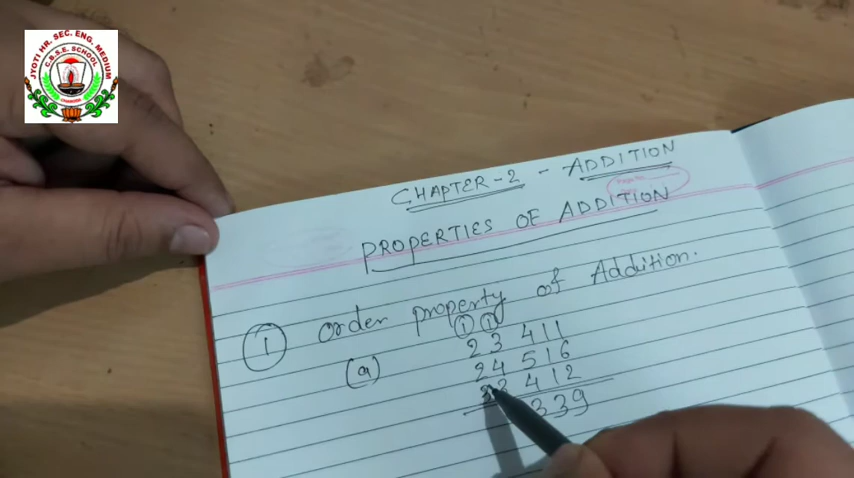 JYOTI HR. SEC. ENG. MEDIUM
C.B.S.E. SCHOOL
CHAPTER-2 - ADDITION
PROPERTIES OF ADDITION
① Order property of Addition.
① ①
(a) 23 411
24 516
412
339